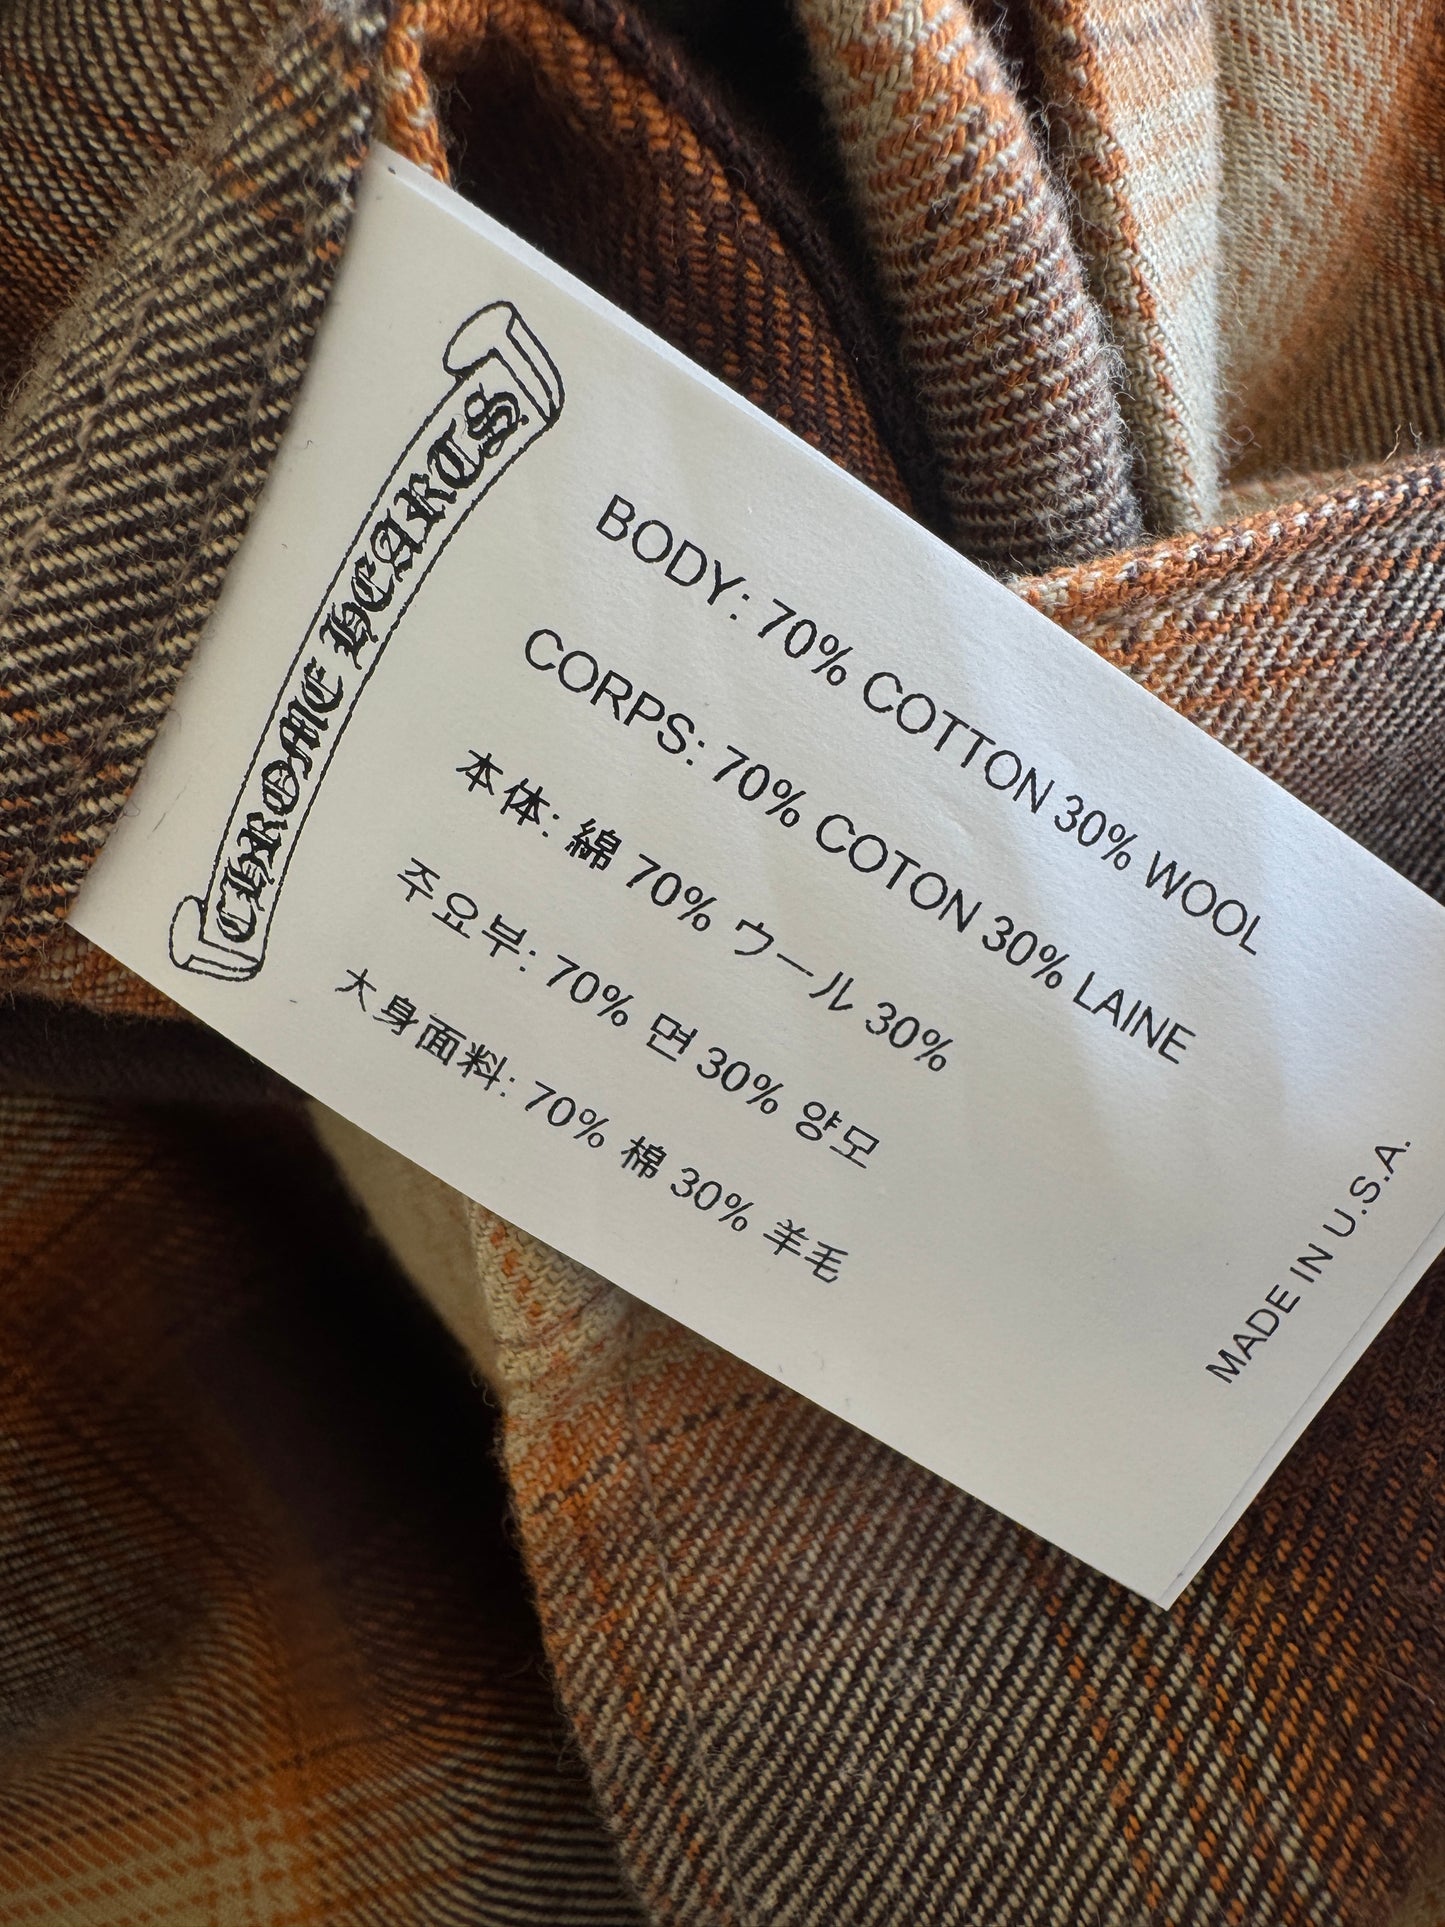 CHROME HEARTS
BODY: 70% COTTON 30% WOOL
CORPS: 70% COTON 30% LAINE
本体: 綿 70% ウール 30%
주요부: 70% 면 30% 양모
大身面料: 70% 棉 30% 羊毛
MADE IN U.S.A.